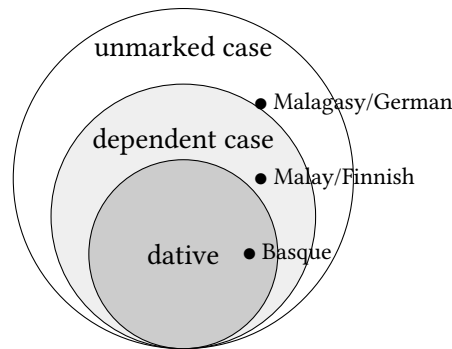 unmarked case
Malagasy/German
dependent case
Malay/Finnish
dative
Basque